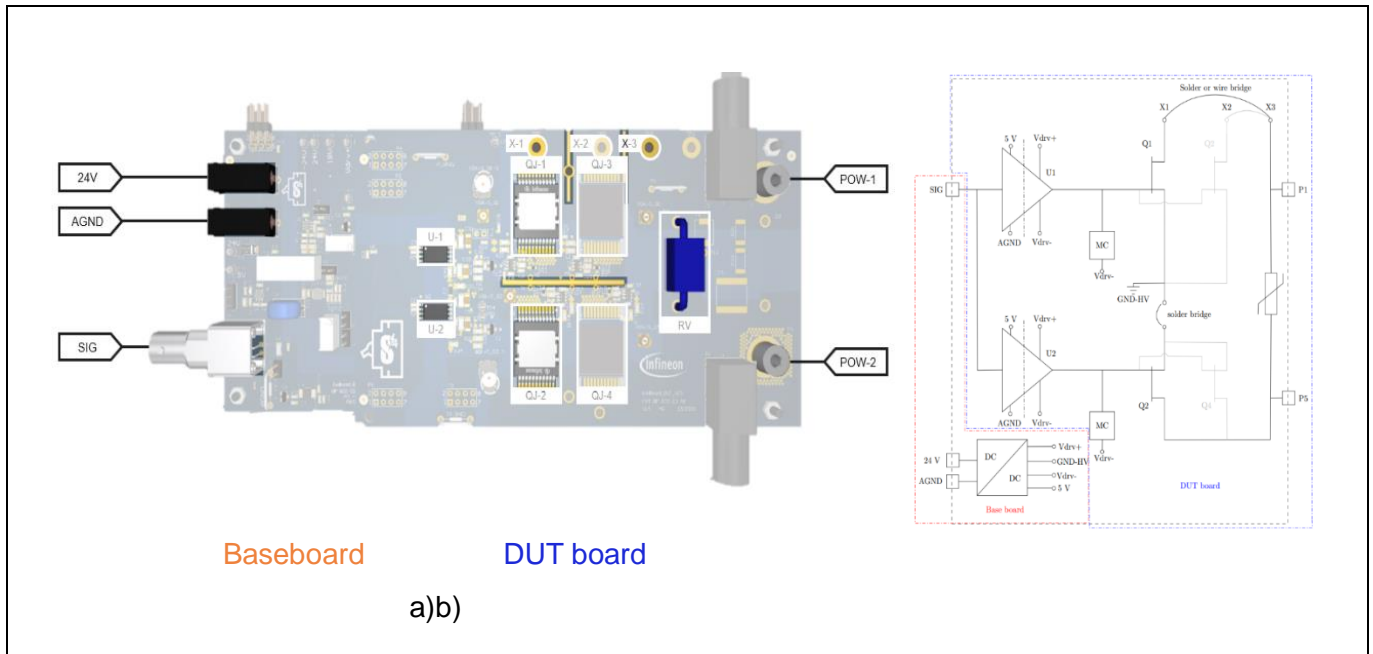 24V
AGND
SIG
X-1
X-2
X-3
QJ-1
QJ-3
U-1
U-2
QJ-2
QJ-4
RV
infineon
POW-1
POW-2
Baseboard
DUT board
a)b)
Solder or wire bridge
X1
X2
X3
5 V
Vdrv+
Q1
Q3
U1
SIG
P1
AGND
Vdrv-
MC
Vdrv-
GND-HV
solder bridge
5 V
Vdrv+
U2
Q2
Q4
P5
AGND
Vdrv-
MC
Vdrv-
24 V
AGND
DC
DC
Vdrv+
GND-HV
Vdrv-
5 V
Base board
DUT board